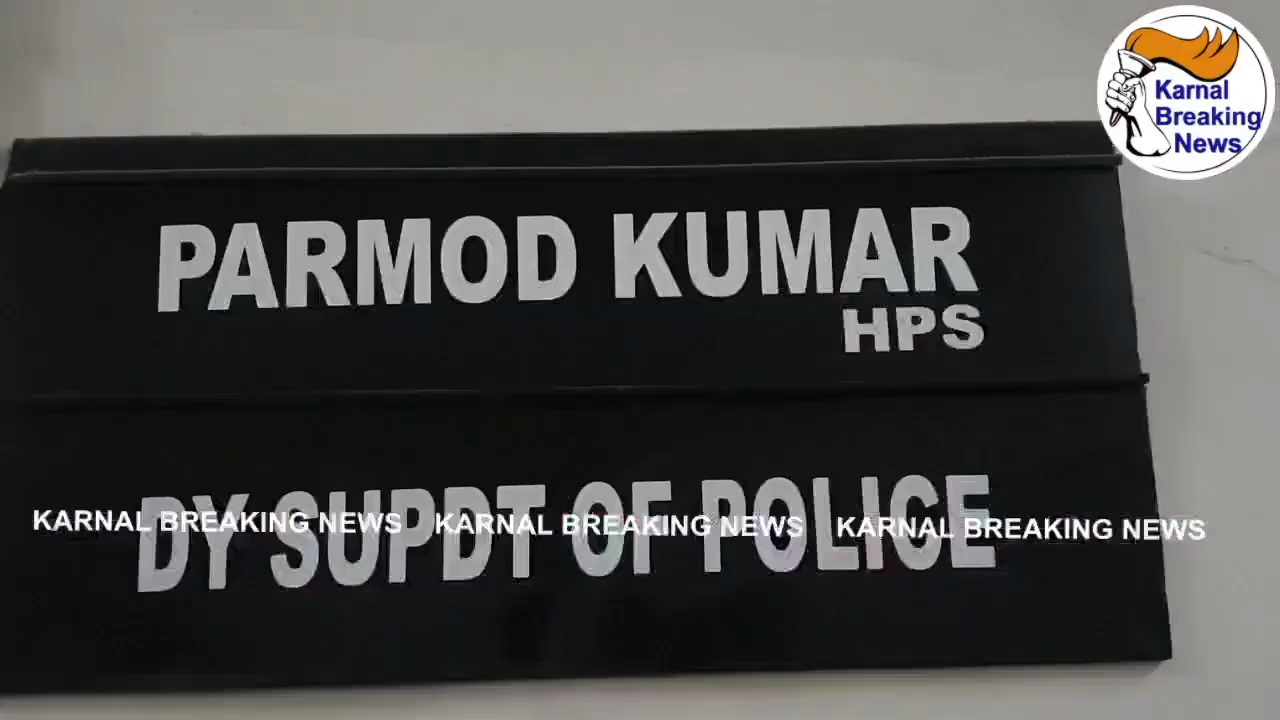 Karnal
Breaking
News
PARMOD KUMAR
HPS
DY SUPDT OF POLICE
KARNAL BREAKING NEWS KARNAL BREAKING NEWS KARNAL BREAKING NEWS